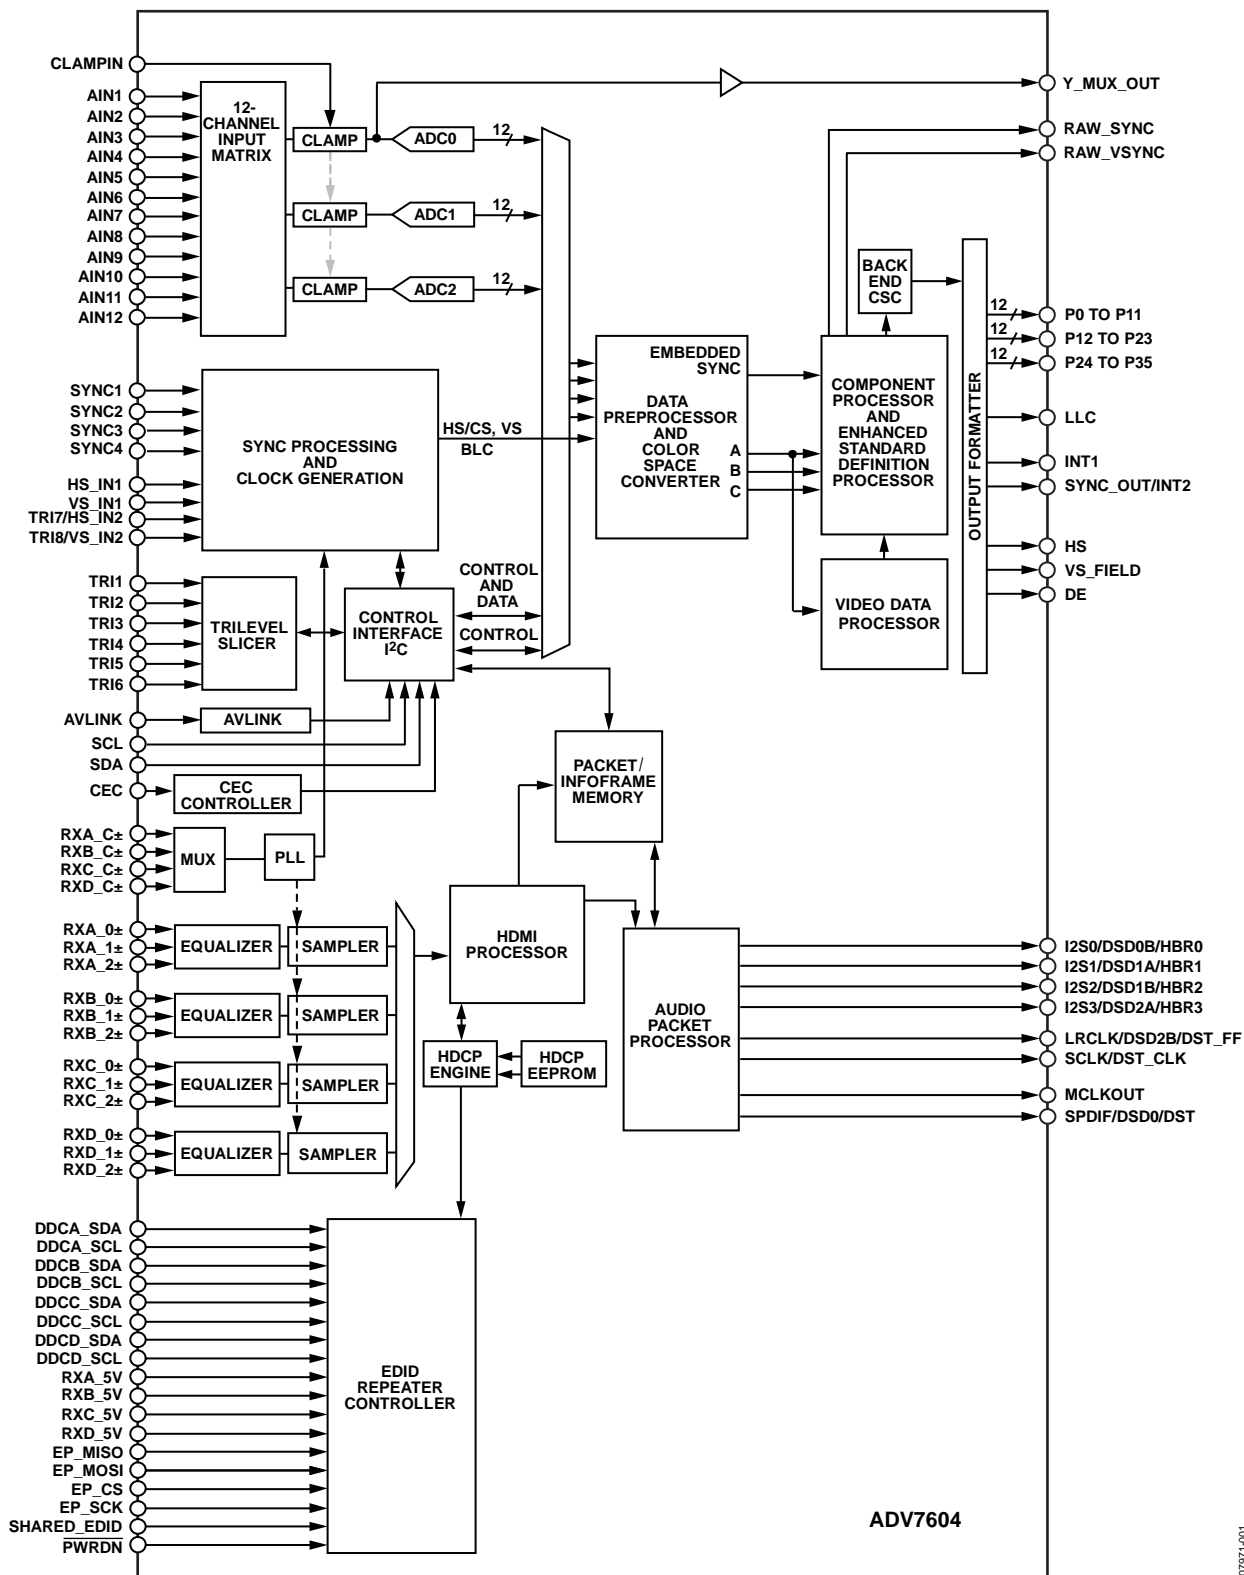 CLAMPIN
AIN1
AIN2
AIN3
AIN4
AIN5
AIN6
AIN7
AIN8
AIN9
AIN10
AIN11
AIN12
12-
CHANNEL
INPUT
MATRIX
CLAMP
CLAMP
CLAMP
ADC0
ADC1
ADC2
12
12
12
Y_MUX_OUT
RAW_SYNC
RAW_VSYNC
SYNC1
SYNC2
SYNC3
SYNC4
HS_IN1
VS_IN1
TRI7/HS_IN2
TRI8/VS_IN2
SYNC PROCESSING
AND
CLOCK GENERATION
HS/CS, VS
BLC
EMBEDDED
SYNC
DATA
PREPROCESSOR
AND
COLOR
SPACE
CONVERTER
A
B
C
BACK
END
CSC
COMPONENT
PROCESSOR
AND
ENHANCED
STANDARD
DEFINITION
PROCESSOR
VIDEO DATA
PROCESSOR
OUTPUT FORMATTER
12
12
12
P0 TO P11
P12 TO P23
P24 TO P35
LLC
INT1
SYNC_OUT/INT2
HS
VS_FIELD
DE
TRI1
TRI2
TRI3
TRI4
TRI5
TRI6
TRILEVEL
SLICER
CONTROL
INTERFACE
I²C
CONTROL
AND
DATA
CONTROL
AVLINK
AVLINK
SCL
SDA
CEC
CEC
CONTROLLER
PACKET/
INFOFRAME
MEMORY
RXA_C±
RXB_C±
RXC_C±
RXD_C±
MUX
PLL
RXA_0±
RXA_1±
RXA_2±
EQUALIZER
SAMPLER
RXB_0±
RXB_1±
RXB_2±
EQUALIZER
SAMPLER
RXC_0±
RXC_1±
RXC_2±
EQUALIZER
SAMPLER
RXD_0±
RXD_1±
RXD_2±
EQUALIZER
SAMPLER
HDMI
PROCESSOR
HDCP
ENGINE
HDCP
EEPROM
AUDIO
PACKET
PROCESSOR
I2S0/DSD0B/HBR0
I2S1/DSD1A/HBR1
I2S2/DSD1B/HBR2
I2S3/DSD2A/HBR3
LRCLK/DSD2B/DST_FF
SCLK/DST_CLK
MCLKOUT
SPDIF/DSD0/DST
DDCA_SDA
DDCA_SCL
DDCB_SDA
DDCB_SCL
DDCC_SDA
DDCC_SCL
DDCD_SDA
DDCD_SCL
RXA_5V
RXB_5V
RXC_5V
RXD_5V
EP_MISO
EP_MOSI
EP_CS
EP_SCK
SHARED_EDID
PWRDN
EDID
REPEATER
CONTROLLER
ADV7604
07971-001